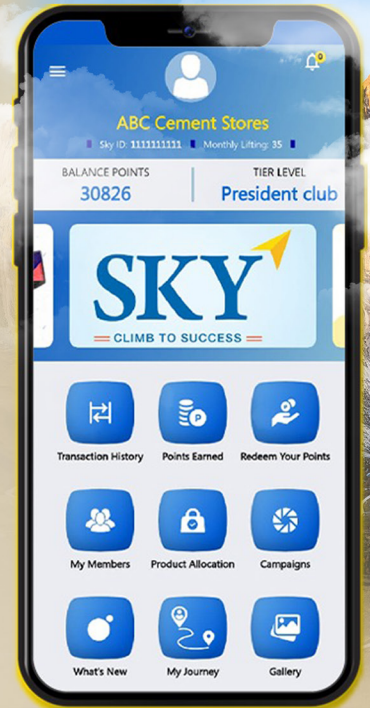 0
ABC Cement Stores
Sky ID: 1111111111 Monthly Lifting: 35
BALANCE POINTS TIER LEVEL
30826 President club
SKY
CLIMB TO SUCCESS
Transaction History Points Earned Redeem Your Points
My Members Product Allocation Campaigns
What's New My Journey Gallery